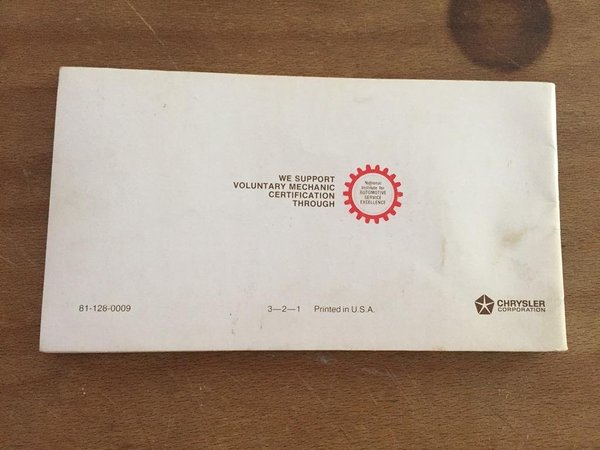 WE SUPPORT
VOLUNTARY MECHANIC
CERTIFICATION
THROUGH
National
Institute for
AUTOMOTIVE
SERVICE
EXCELLENCE
81-128-0009
3—2—1 Printed in U.S.A.
CHRYSLER
CORPORATION